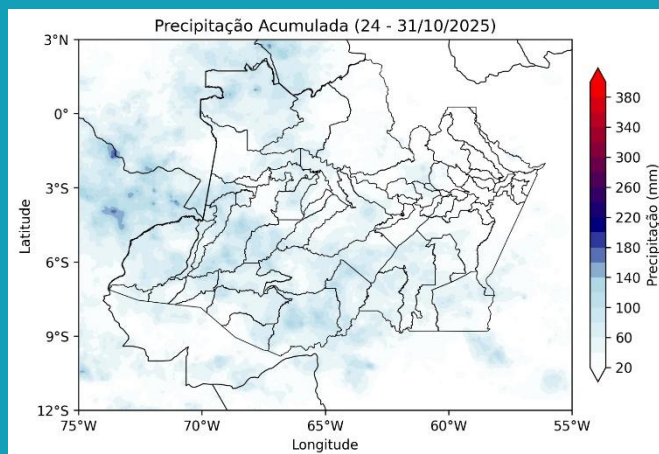 Precipitação Acumulada (24 - 31/10/2025)
3°N
0°
3°S
6°S
9°S
12°S
Latitude
75°W
70°W
65°W
60°W
55°W
Longitude
380
340
300
260
220
180
140
100
60
20
Precipitação (mm)